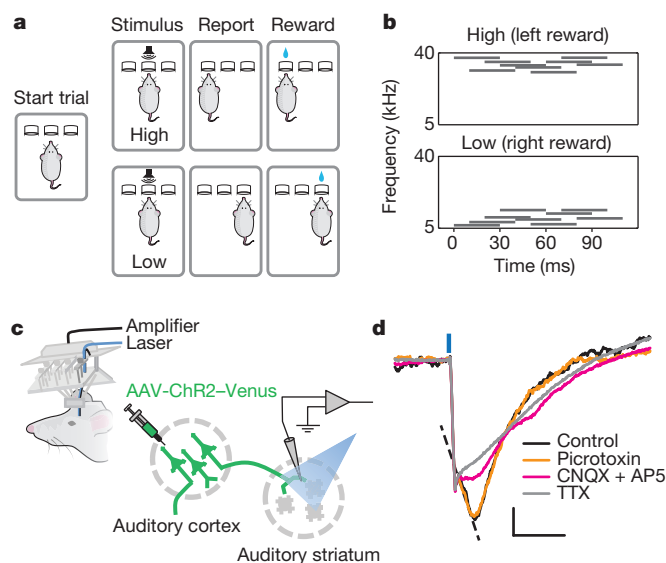 a
Stimulus Report Reward
Start trial
High
Low
b
High (left reward)
40
5
Low (right reward)
40
5
Frequency (kHz)
0 30 60 90
Time (ms)
c
Amplifier
Laser
AAV-ChR2–Venus
Auditory cortex
Auditory striatum
d
Control
Picrotoxin
CNQX + AP5
TTX